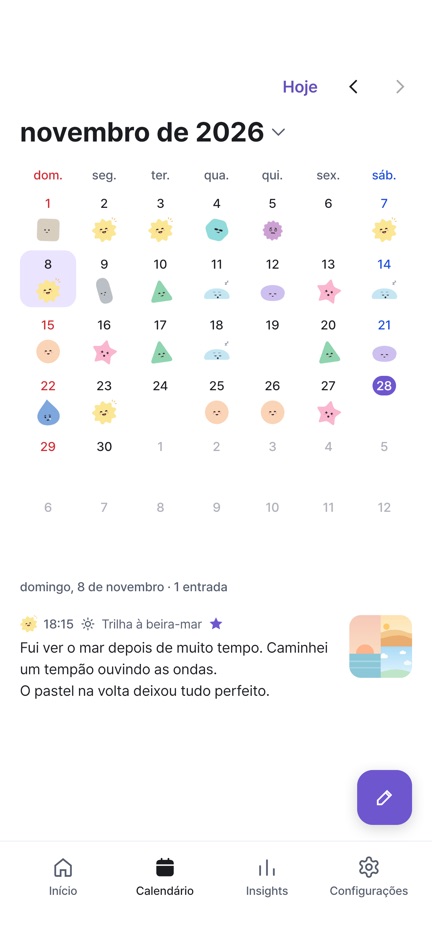 Hoje
novembro de 2026
dom. seg. ter. qua. qui. sex. sáb.
1 2 3 4 5 6 7
8 9 10 11 12 13 14
15 16 17 18 19 20 21
22 23 24 25 26 27 28
29 30 1 2 3 4 5
6 7 8 9 10 11 12
domingo, 8 de novembro · 1 entrada
18:15 Trilha à beira-mar
Fui ver o mar depois de muito tempo. Caminhei
um tempão ouvindo as ondas.
O pastel na volta deixou tudo perfeito.
Início Calendário Insights Configurações